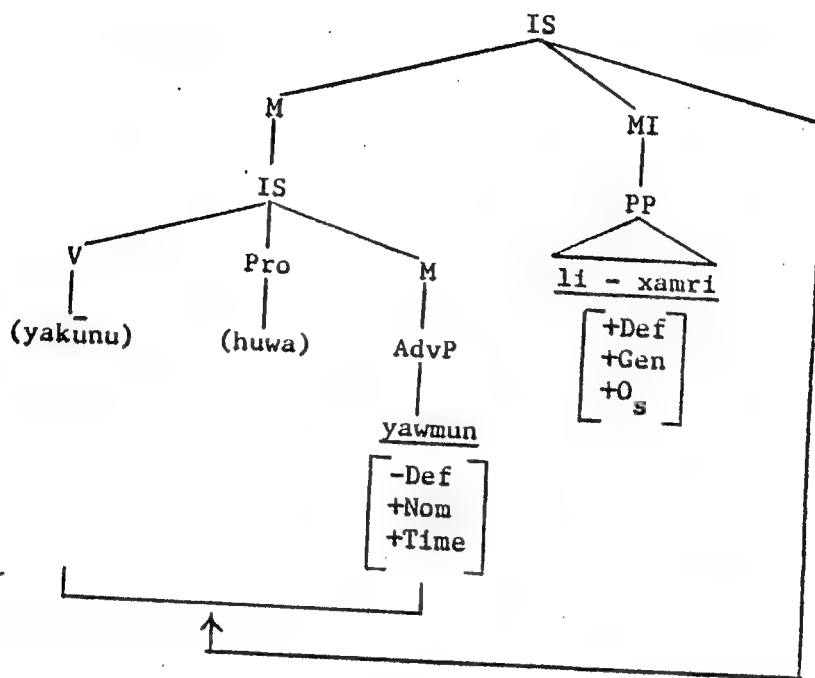 IS
M MI
IS
PP
V Pro M
li - xamri
(yakūnu) (huwa) AdvP
+Def
+Gen
+Os
yawmun
-Def
+Nom
+Time